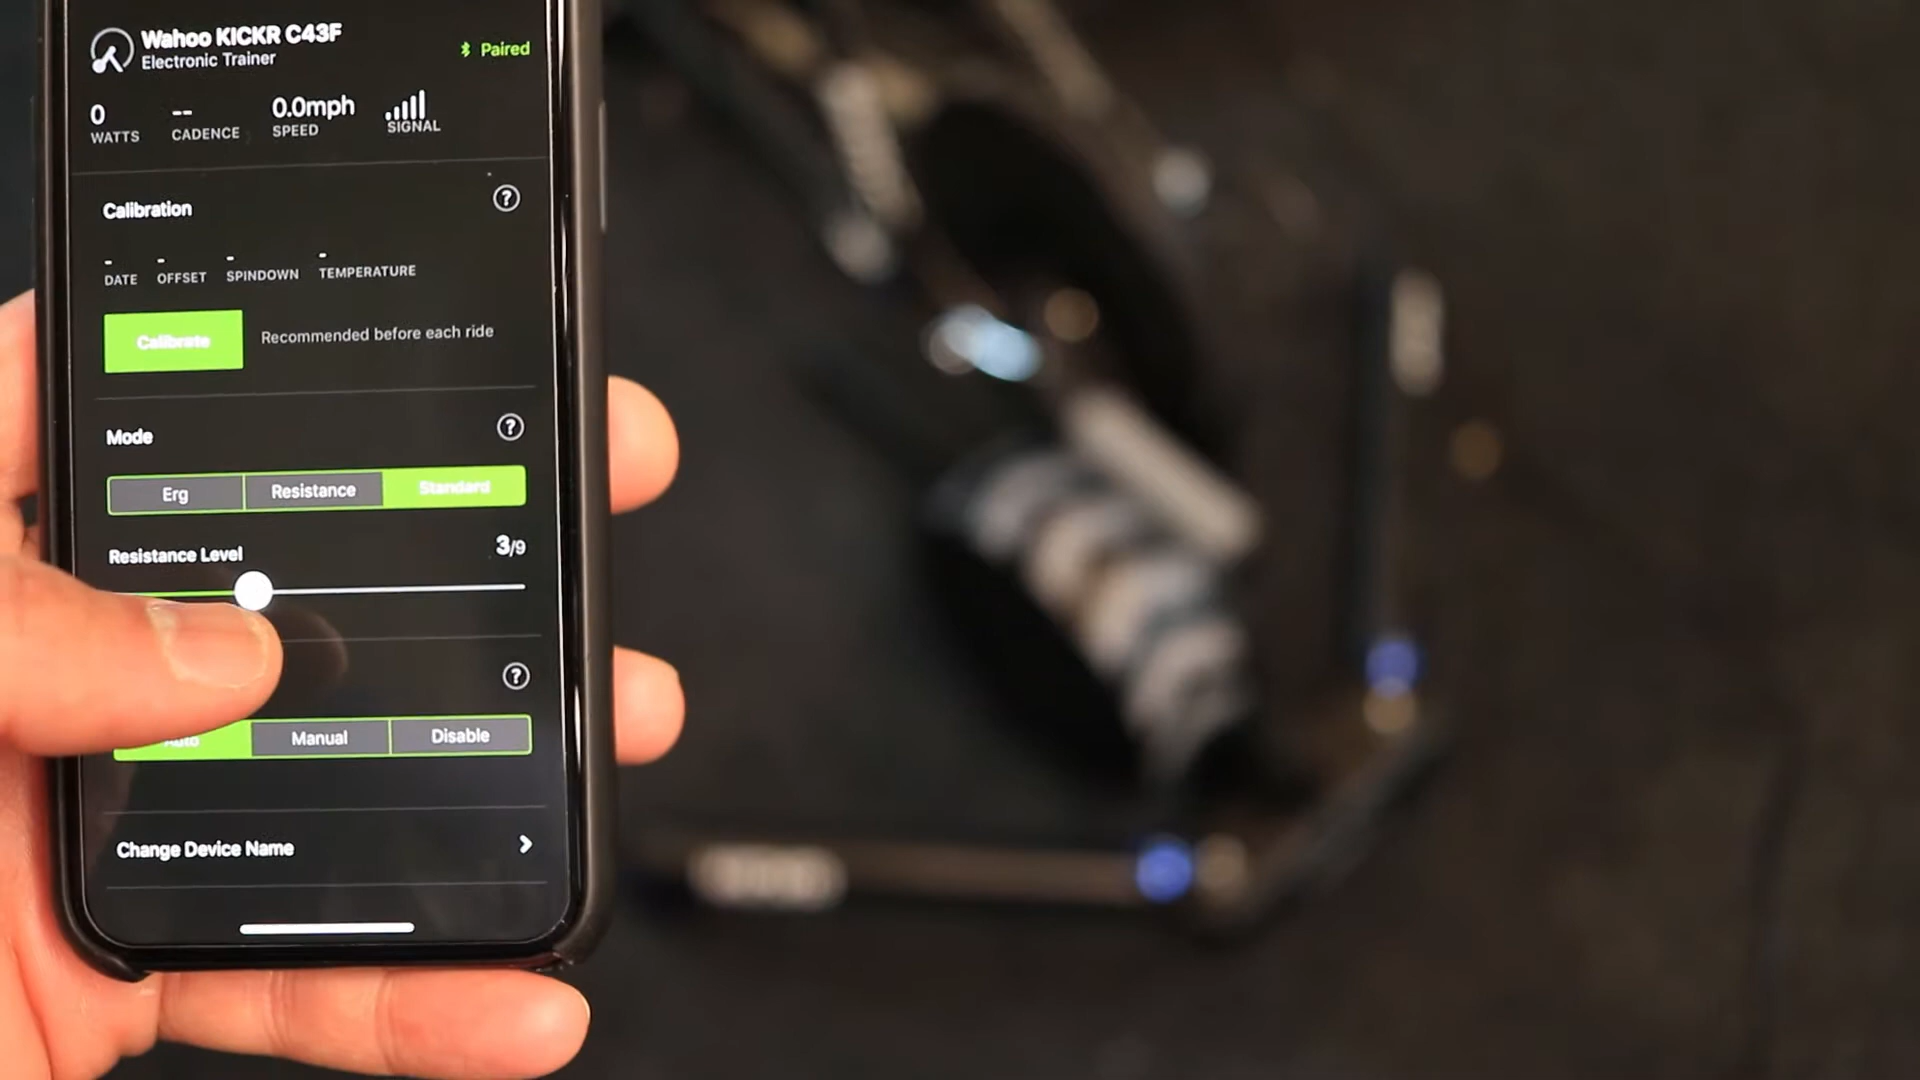 Wahoo KICKR C43F
Electronic Trainer
Paired
0
WATTS
--
CADENCE
0.0mph
SPEED
SIGNAL
Calibration
?
-
DATE
-
OFFSET
-
SPINDOWN
-
TEMPERATURE
Calibrate
Recommended before each ride
Mode
?
Erg
Resistance
Standard
Resistance Level
3/9
?
Auto
Manual
Disable
Change Device Name